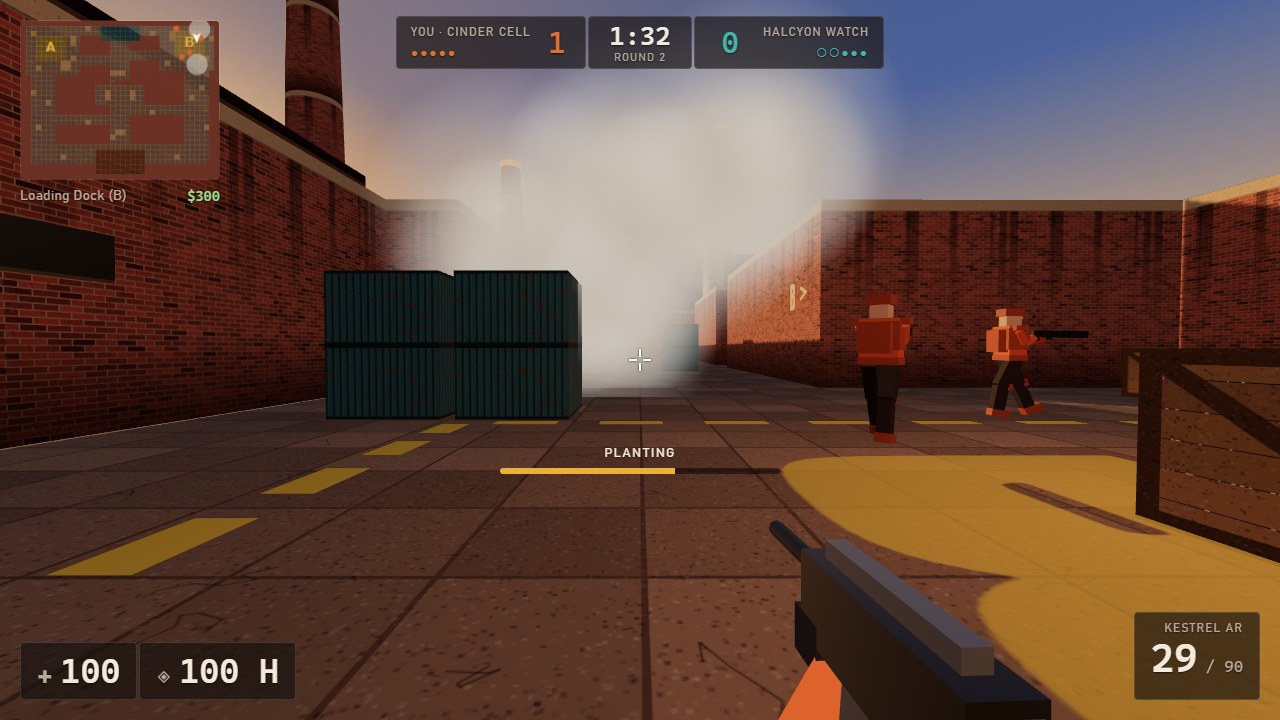 A
B
Loading Dock (B)
$300
YOU · CINDER CELL
1
1:32
ROUND 2
0
HALCYON WATCH
PLANTING
100
100 H
KESTREL AR
29 / 90